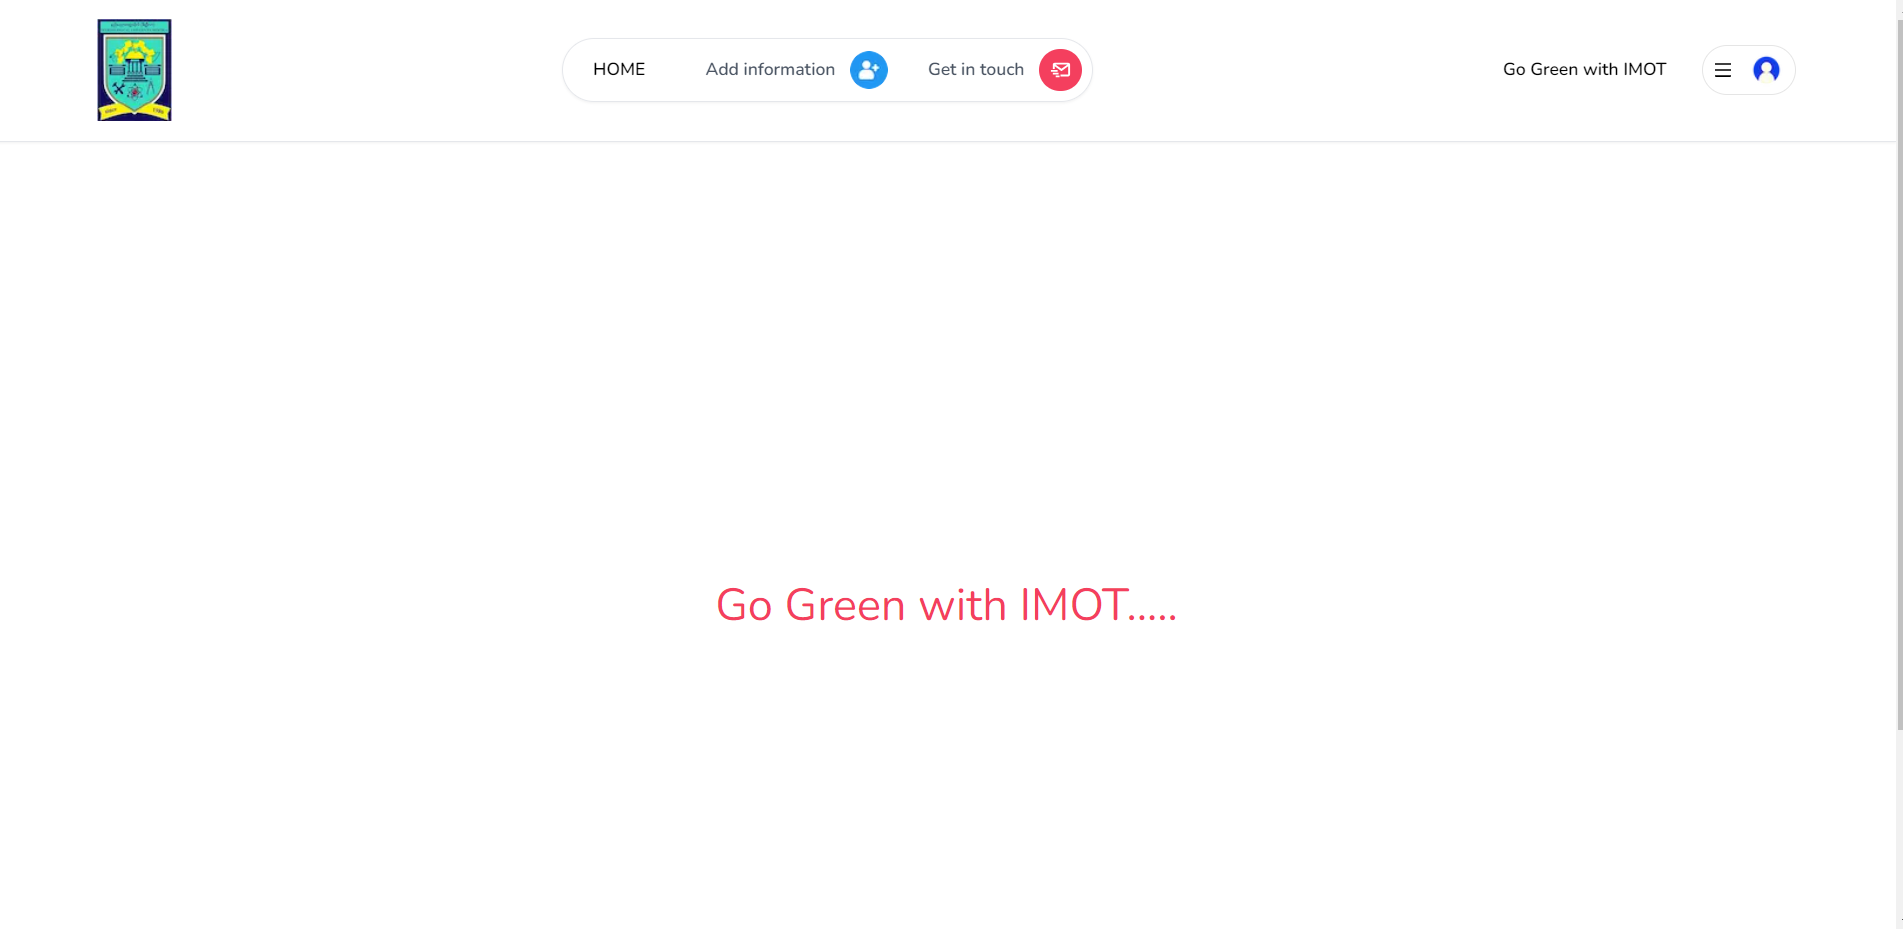 HOME
Add information
Get in touch
Go Green with IMOT
Go Green with IMOT.....